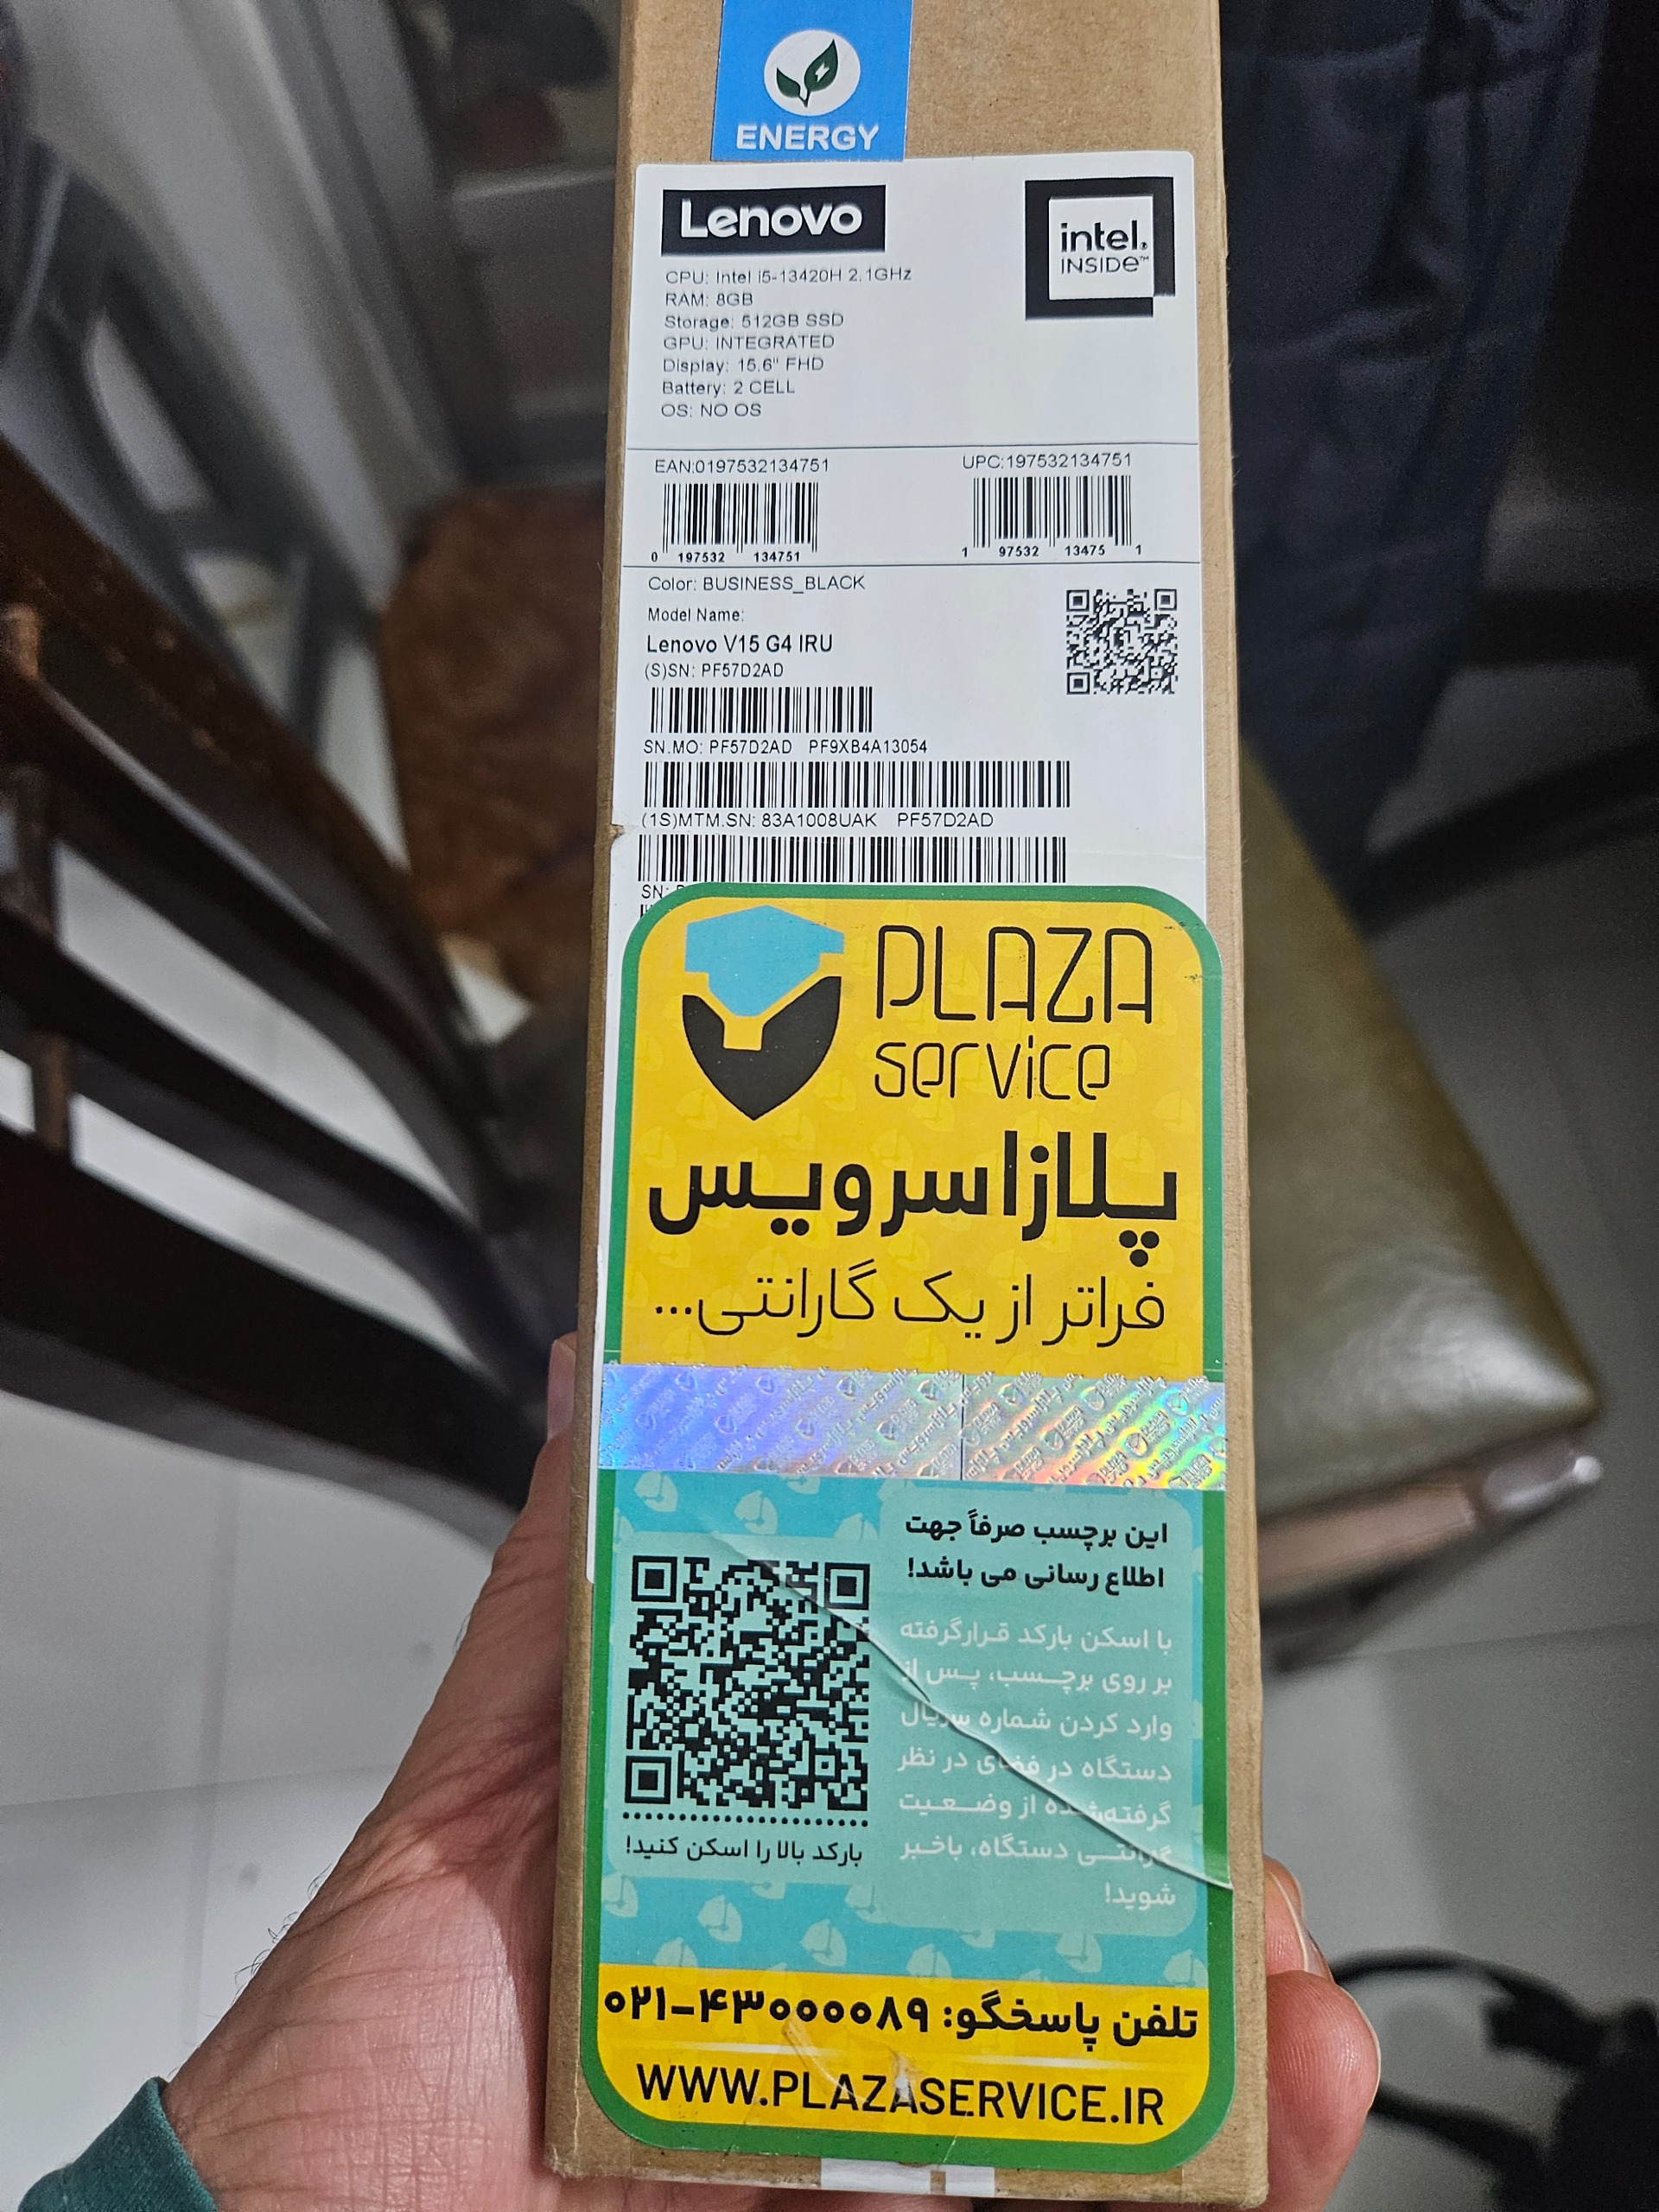 ENERGY
Lenovo
intel.
INSIDE™
CPU: Intel i5-13420H 2.1GHz
RAM: 8GB
Storage: 512GB SSD
GPU: INTEGRATED
Display: 15.6" FHD
Battery: 2 CELL
OS: NO OS
EAN:0197532134751
UPC:197532134751
0 197532 134751
1 97532 13475 1
Color: BUSINESS_BLACK
Model Name:
Lenovo V15 G4 IRU
(S)SN: PF57D2AD
SN.MO: PF57D2AD PF9XB4A13054
(1S)MTM.SN: 83A1008UAK PF57D2AD
SN:
PLAZA
service
پلازاسرویس
فراتر از یک گارانتی...
این برچسب صرفاً جهت
اطلاع رسانی می باشد!
با اسکن بارکد قرارگرفته
بر روی برچسب، پس از
وارد کردن شماره سریال
دستگاه در فضای در نظر
گرفته‌شده از وضعیت
گارانتی دستگاه، باخبر
شوید!
بارکد بالا را اسکن کنید!
تلفن پاسخگو: ۰۲۱-۴۳۰۰۰۰۸۹
WWW.PLAZASERVICE.IR